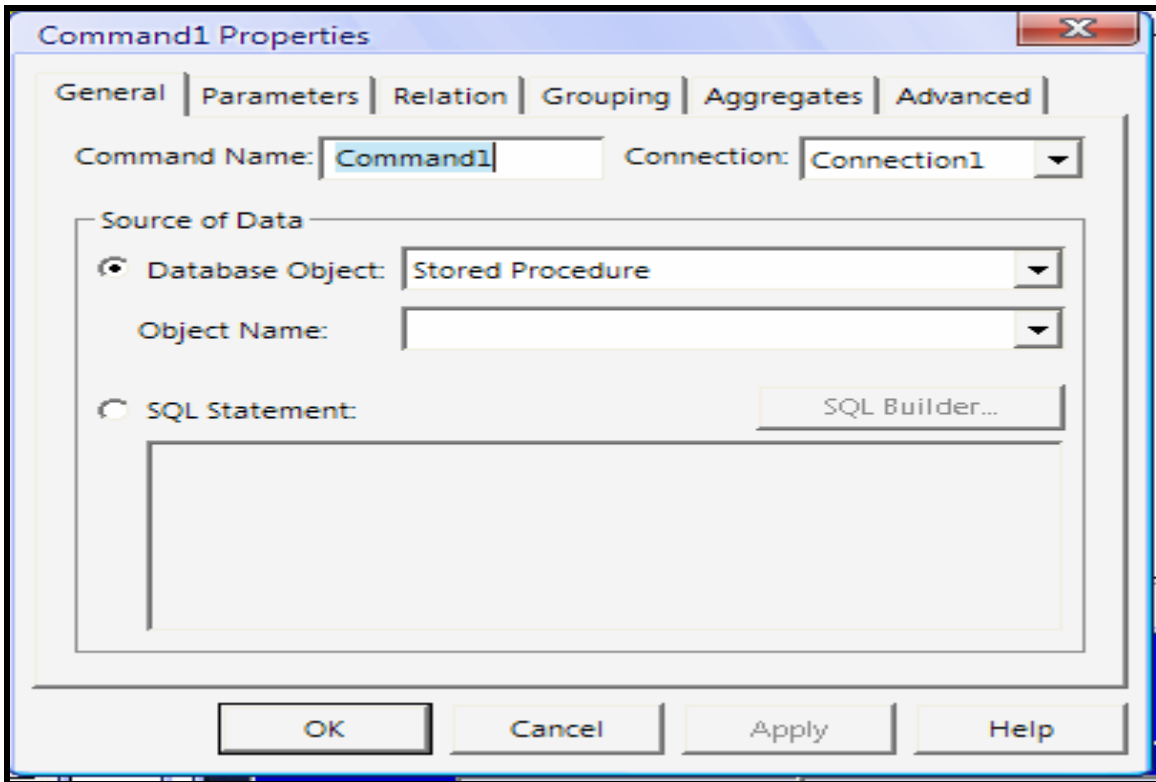 Command1 Properties
General Parameters Relation Grouping Aggregates Advanced
Command Name: Command1 Connection: Connection1
Source of Data
Database Object: Stored Procedure
Object Name:
SQL Statement: SQL Builder...
OK Cancel Apply Help